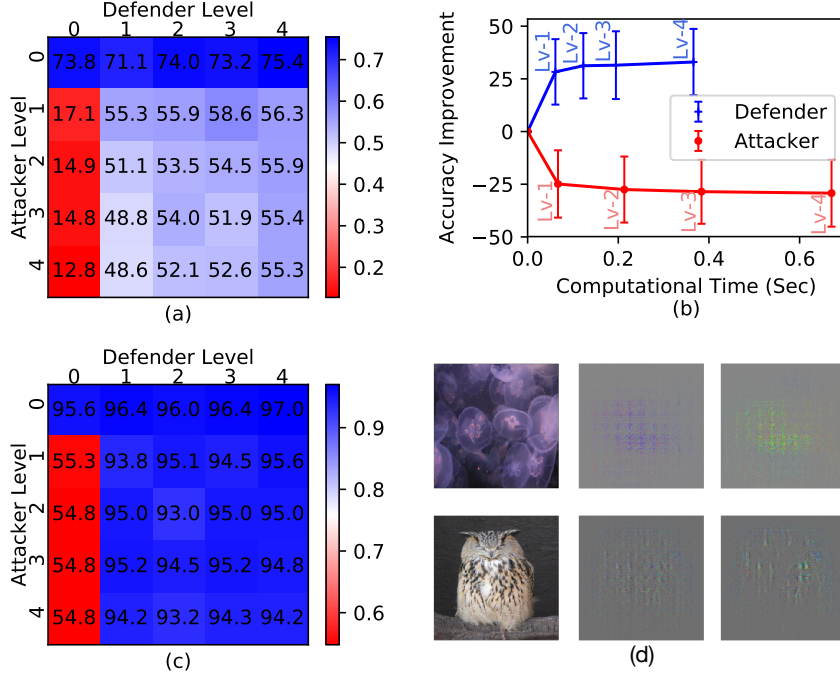 Defender Level
0 1 2 3 4
Attacker Level
0 73.8 71.1 74.0 73.2 75.4
1 17.1 55.3 55.9 58.6 56.3
2 14.9 51.1 53.5 54.5 55.9
3 14.8 48.8 54.0 51.9 55.4
4 12.8 48.6 52.1 52.6 55.3
0.7
0.6
0.5
0.4
0.3
0.2
(a)
Accuracy Improvement
50
25
0
−25
−50
Lv-1 Lv-2 Lv-3 Lv-4
Defender
Attacker
Lv-1 Lv-2 Lv-3 Lv-4
0.0 0.2 0.4 0.6
Computational Time (Sec)
(b)
Defender Level
0 1 2 3 4
Attacker Level
0 95.6 96.4 96.0 96.4 97.0
1 55.3 93.8 95.1 94.5 95.6
2 54.8 95.0 93.0 95.0 95.0
3 54.8 95.2 94.5 95.2 94.8
4 54.8 94.2 93.2 94.3 94.2
0.9
0.8
0.7
0.6
(c)
(d)